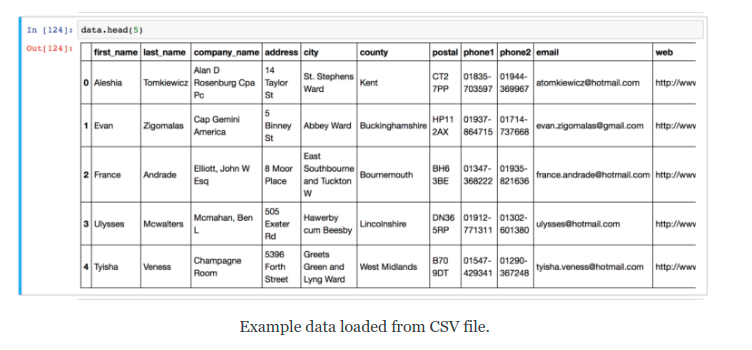 In [124]: data.head(5)
Out[124]:
first_name last_name company_name address city county postal phone1 phone2 email web
0 Aleshia Tomkiewicz Alan D Rosenburg Cpa Pc 14 Taylor St St. Stephens Ward Kent CT2 7PP 01835-703597 01944-369967 atomkiewicz@hotmail.com http://www
1 Evan Zigomalas Cap Gemini America 5 Binney St Abbey Ward Buckinghamshire HP11 2AX 01937-864715 01714-737668 evan.zigomalas@gmail.com http://www
2 France Andrade Elliott, John W Esq 8 Moor Place East Southbourne and Tuckton W Bournemouth BH6 3BE 01347-368222 01935-821636 france.andrade@hotmail.com http://www
3 Ulysses Mcwalters Mcmahan, Ben L 505 Exeter Rd Hawerby cum Beesby Lincolnshire DN36 5RP 01912-771311 01302-601380 ulysses@hotmail.com http://www
4 Tyisha Veness Champagne Room 5396 Forth Street Greets Green and Lyng Ward West Midlands B70 9DT 01547-429341 01290-367248 tyisha.veness@hotmail.com http://www
Example data loaded from CSV file.